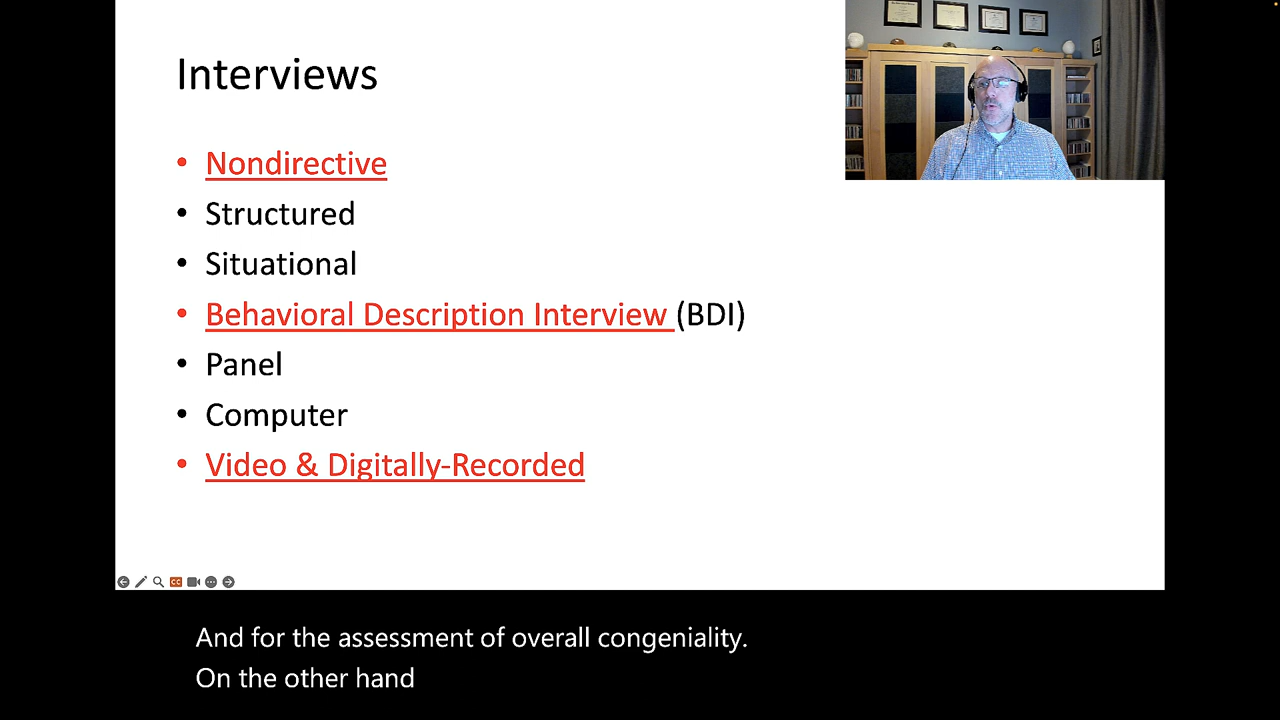 Interviews
• Nondirective
• Structured
• Situational
• Behavioral Description Interview (BDI)
• Panel
• Computer
• Video & Digitally-Recorded
CC
And for the assessment of overall congeniality.
On the other hand